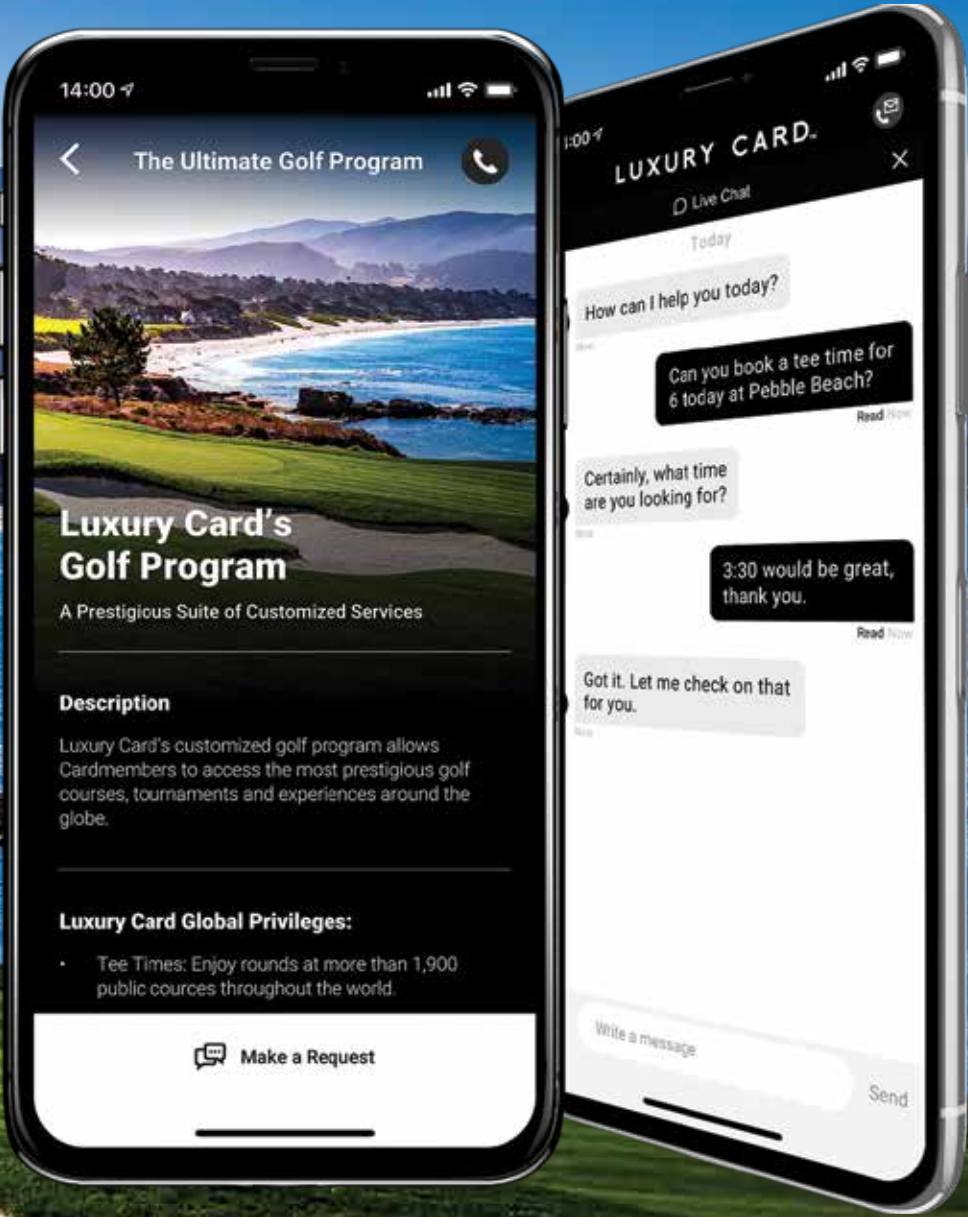 14:00
The Ultimate Golf Program
Luxury Card's
Golf Program
A Prestigious Suite of Customized Services
Description
Luxury Card's customized golf program allows
Cardmembers to access the most prestigious golf
courses, tournaments and experiences around the
globe.
Luxury Card Global Privileges:
• Tee Times: Enjoy rounds at more than 1,900
public cources throughout the world.
Make a Request
:00
LUXURY CARD™
Live Chat
Today
How can I help you today?
Now
Can you book a tee time for
6 today at Pebble Beach?
Read Now
Certainly, what time
are you looking for?
Now
3:30 would be great,
thank you.
Read Now
Got it. Let me check on that
for you.
Now
Write a message
Send